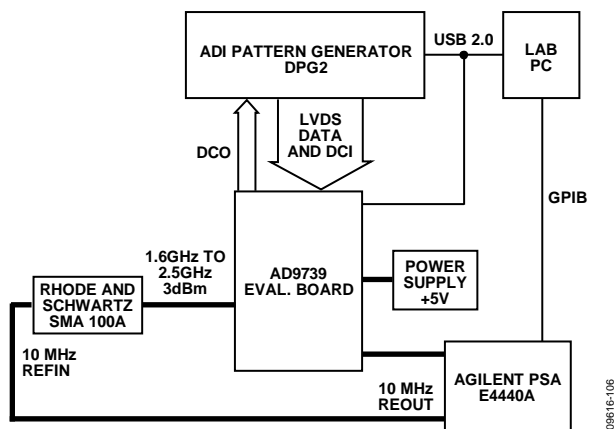 ADI PATTERN GENERATOR
DPG2
USB 2.0
LAB
PC
LVDS
DATA
AND DCI
DCO
GPIB
1.6GHz TO
2.5GHz
3dBm
AD9739
EVAL. BOARD
POWER
SUPPLY
+5V
RHODE AND
SCHWARTZ
SMA 100A
10 MHz
REFIN
10 MHz
REOUT
AGILENT PSA
E4440A
09616-106